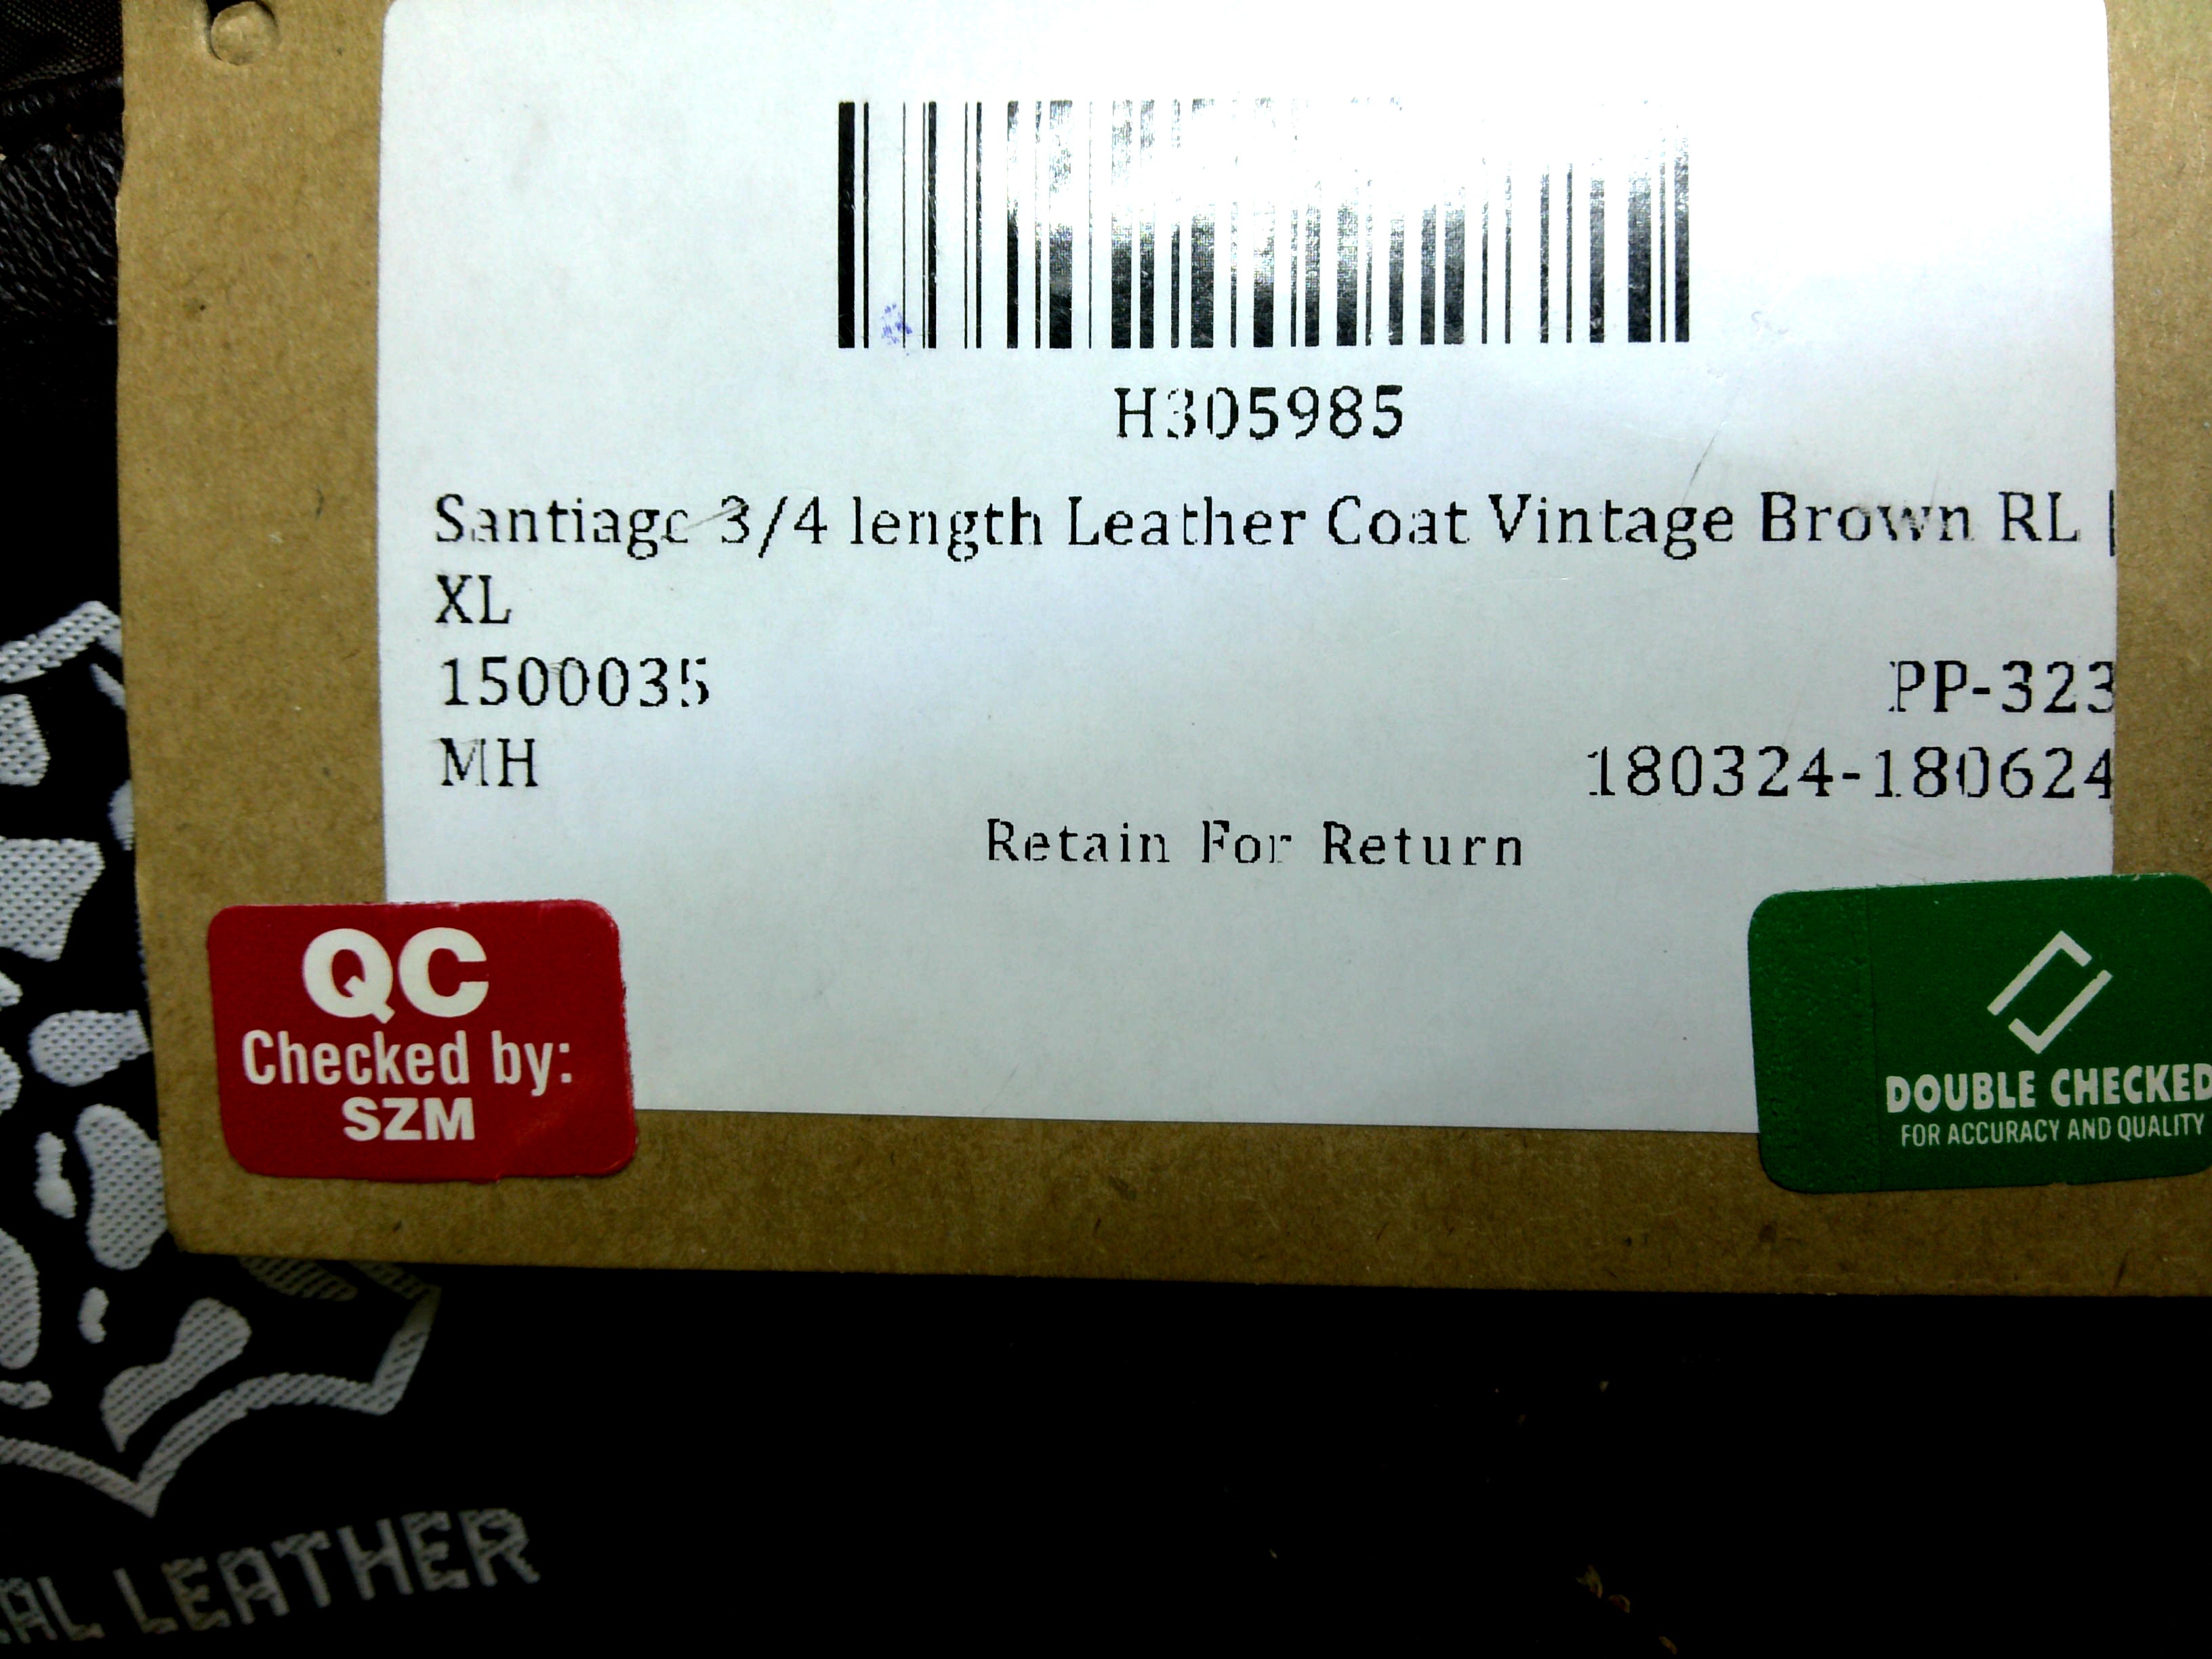 H305985
Santiago 3/4 length Leather Coat Vintage Brown RL |
XL
1500035
PP-323
MH
180324-180624
Retain For Return
QC
Checked by:
SZM
DOUBLE CHECKED
FOR ACCURACY AND QUALITY
LEATHER